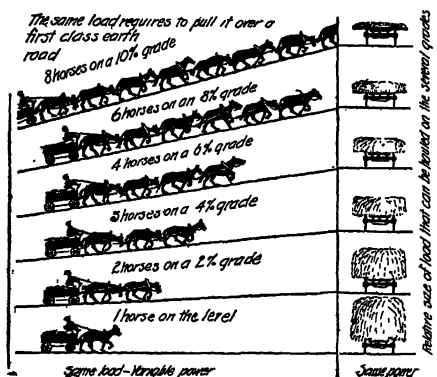 The same load requires to pull it over a
first class earth
road
8 horses on a 10% grade
6 horses on an 8% grade
4 horses on a 6% grade
3 horses on a 4% grade
2 horses on a 2% grade
1 horse on the level
Same load-Variable power
Same power
Relative size of load that can be hauled on the several grades